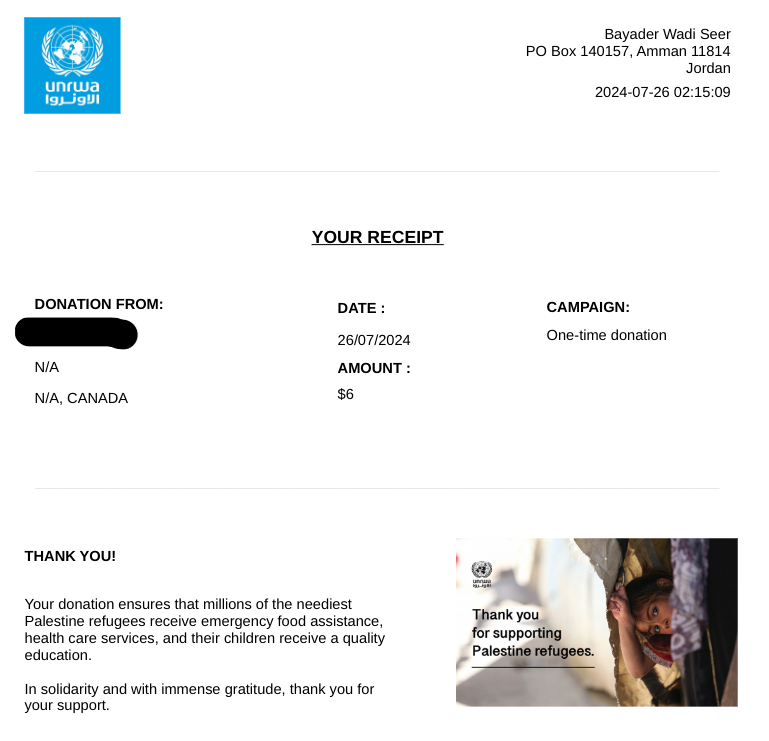 unrwa
الاونروا
Bayader Wadi Seer
PO Box 140157, Amman 11814
Jordan
2024-07-26 02:15:09
YOUR RECEIPT
DONATION FROM:
N/A
N/A, CANADA
DATE :
26/07/2024
AMOUNT :
$6
CAMPAIGN:
One-time donation
THANK YOU!
Your donation ensures that millions of the neediest
Palestine refugees receive emergency food assistance,
health care services, and their children receive a quality
education.
In solidarity and with immense gratitude, thank you for
your support.
unrwa
الاونروا
Thank you
for supporting
Palestine refugees.